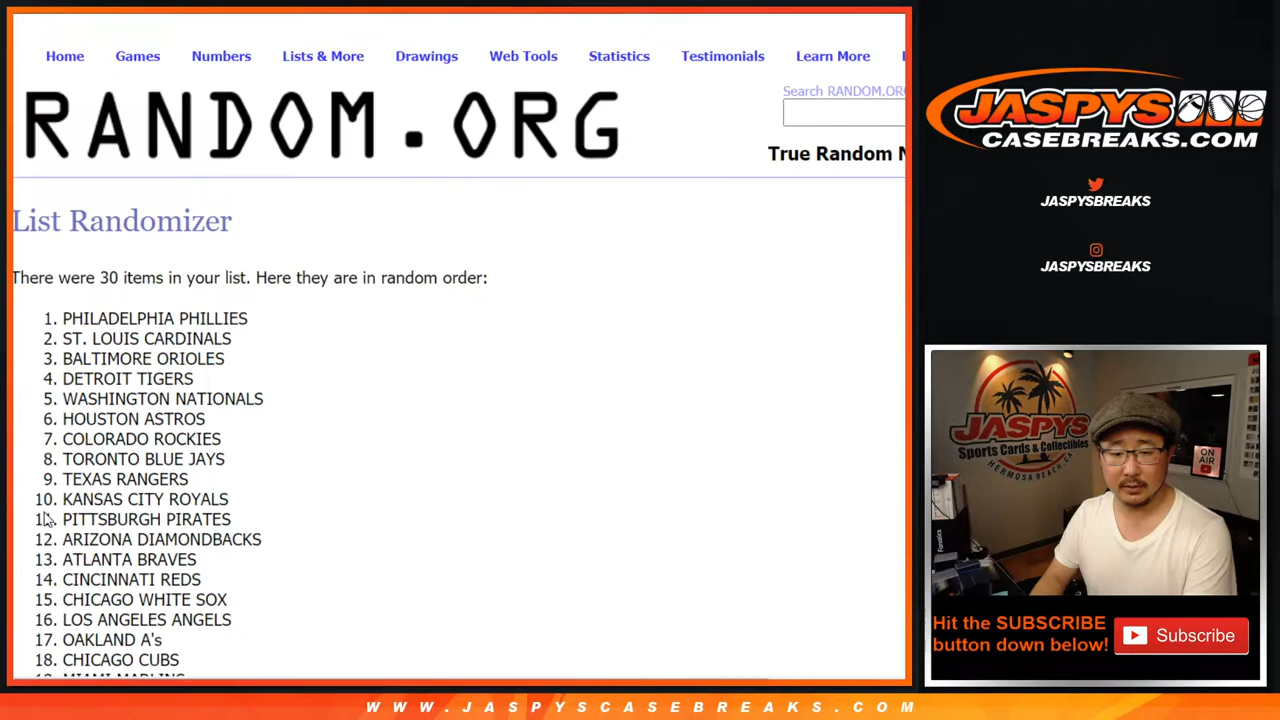 Home Games Numbers Lists & More Drawings Web Tools Statistics Testimonials Learn More
Search RANDOM.OR
RANDOM.ORG
True Random N
List Randomizer
There were 30 items in your list. Here they are in random order:
1. PHILADELPHIA PHILLIES
2. ST. LOUIS CARDINALS
3. BALTIMORE ORIOLES
4. DETROIT TIGERS
5. WASHINGTON NATIONALS
6. HOUSTON ASTROS
7. COLORADO ROCKIES
8. TORONTO BLUE JAYS
9. TEXAS RANGERS
10. KANSAS CITY ROYALS
11. PITTSBURGH PIRATES
12. ARIZONA DIAMONDBACKS
13. ATLANTA BRAVES
14. CINCINNATI REDS
15. CHICAGO WHITE SOX
16. LOS ANGELES ANGELS
17. OAKLAND A's
18. CHICAGO CUBS
19. MIAMI MARLINS
JASPYS
CASEBREAKS.COM
JASPYSBREAKS
JASPYSBREAKS
JASPYS
Sports Cards & Collectibles
HERMOSA BEACH, CA
ON AIR
Fanatics
Hit the SUBSCRIBE
button down below!
Subscribe
WWW.JASPYSCASEBREAKS.COM